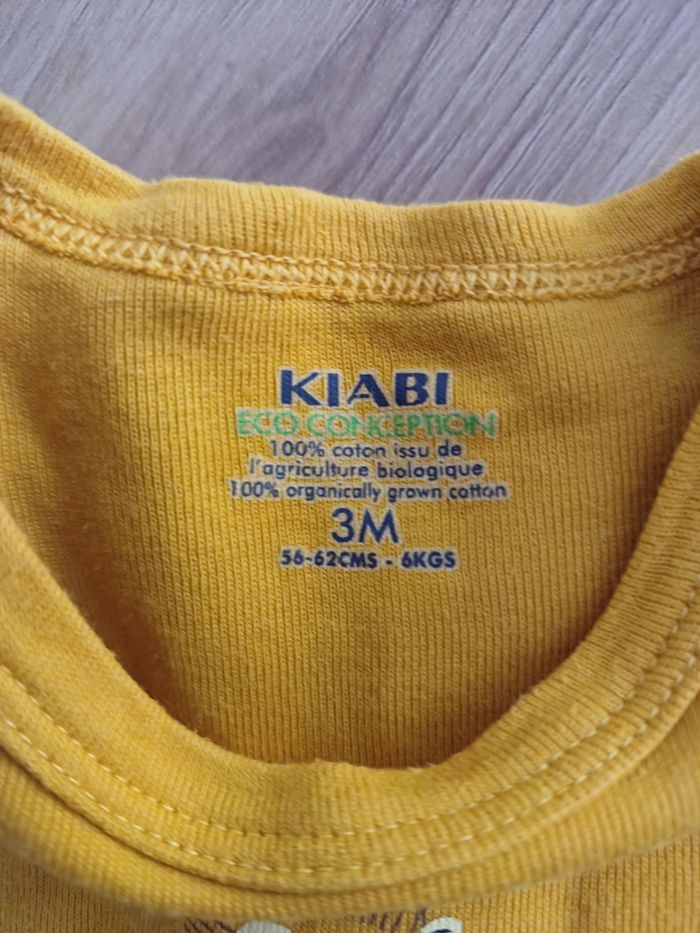 KIABI
ECO CONCEPTION
100% coton issu de
l'agriculture biologique
100% organically grown cotton
3M
56-62CMS - 6KGS